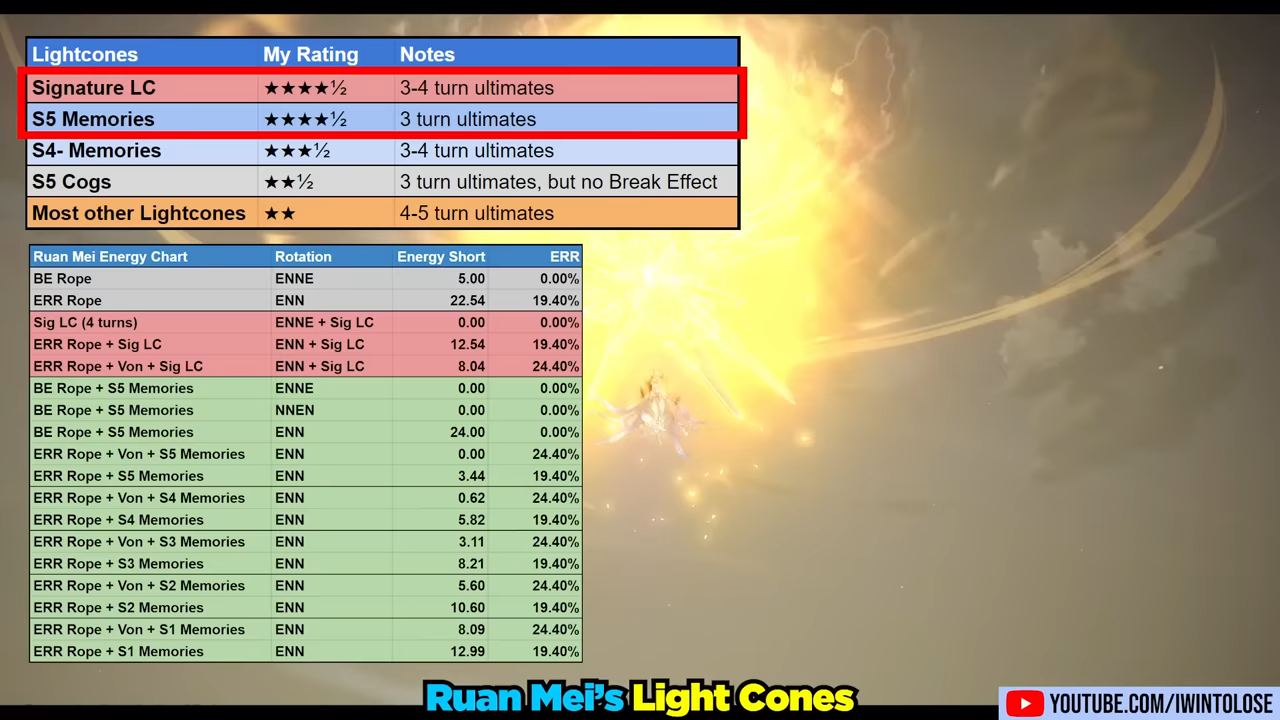 Lightcones My Rating Notes
Signature LC ★★★★½ 3-4 turn ultimates
S5 Memories ★★★★½ 3 turn ultimates
S4- Memories ★★★½ 3-4 turn ultimates
S5 Cogs ★★½ 3 turn ultimates, but no Break Effect
Most other Lightcones ★★ 4-5 turn ultimates
Ruan Mei Energy Chart Rotation Energy Short ERR
BE Rope ENNE 5.00 0.00%
ERR Rope ENN 22.54 19.40%
Sig LC (4 turns) ENNE + Sig LC 0.00 0.00%
ERR Rope + Sig LC ENN + Sig LC 12.54 19.40%
ERR Rope + Von + Sig LC ENN + Sig LC 8.04 24.40%
BE Rope + S5 Memories ENNE 0.00 0.00%
BE Rope + S5 Memories NNEN 0.00 0.00%
BE Rope + S5 Memories ENN 24.00 0.00%
ERR Rope + Von + S5 Memories ENN 0.00 24.40%
ERR Rope + S5 Memories ENN 3.44 19.40%
ERR Rope + Von + S4 Memories ENN 0.62 24.40%
ERR Rope + S4 Memories ENN 5.82 19.40%
ERR Rope + Von + S3 Memories ENN 3.11 24.40%
ERR Rope + S3 Memories ENN 8.21 19.40%
ERR Rope + Von + S2 Memories ENN 5.60 24.40%
ERR Rope + S2 Memories ENN 10.60 19.40%
ERR Rope + Von + S1 Memories ENN 8.09 24.40%
ERR Rope + S1 Memories ENN 12.99 19.40%
Ruan Mei's Light Cones
YOUTUBE.COM/IWINTOLOSE